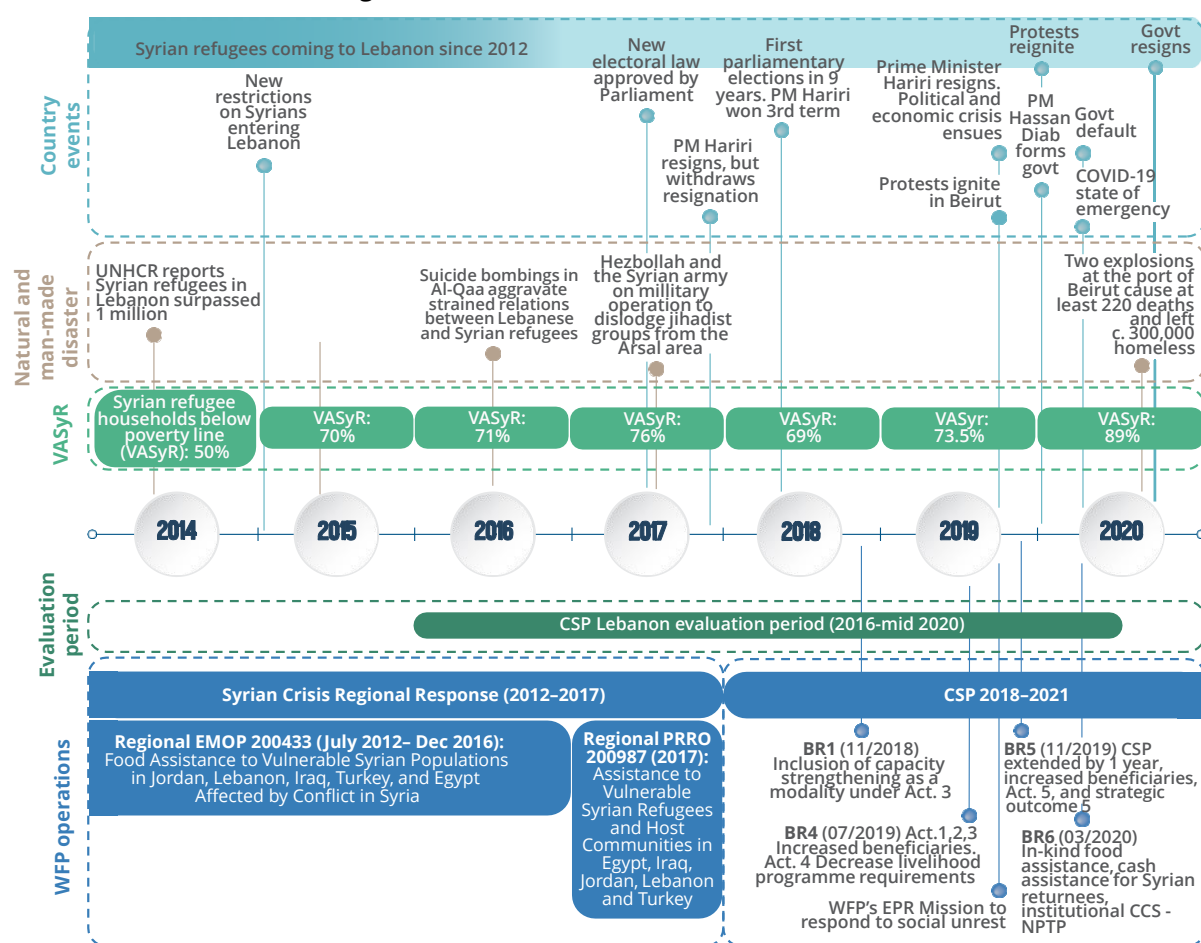 Country
events
Syrian refugees coming to Lebanon since 2012
New
restrictions
on Syrians
entering
Lebanon
New
electoral law
approved by
Parliament
PM Hariri
resigns, but
withdraws
resignation
First
parliamentary
elections in 9
years. PM Hariri
won 3rd term
Prime Minister
Hariri resigns.
Political and
economic crisis
ensues
Protests ignite
in Beirut
Protests
reignite
PM
Hassan
Diab
forms
govt
Govt
default
COVID-19
state of
emergency
Govt
resigns
Natural and
man-made
disaster
UNHCR reports
Syrian refugees in
Lebanon surpassed
1 million
Suicide bombings in
Al-Qaa aggravate
strained relations
between Lebanese
and Syrian refugees
Hezbollah and
the Syrian army
on millitary
operation to
dislodge jihadist
groups from the
Arsal area
Two explosions
at the port of
Beirut cause at
least 220 deaths
and left
c. 300,000
homeless
VASyR
Syrian refugee
households below
poverty line
(VASyR): 50%
VASyR:
70%
VASyR:
71%
VASyR:
76%
VASyR:
69%
VASyr:
73.5%
VASyR:
89%
2014
2015
2016
2017
2018
2019
2020
Evaluation
period
CSP Lebanon evaluation period (2016-mid 2020)
WFP operations
Syrian Crisis Regional Response (2012–2017)
CSP 2018–2021
Regional EMOP 200433 (July 2012– Dec 2016):
Food Assistance to Vulnerable Syrian Populations
in Jordan, Lebanon, Iraq, Turkey, and Egypt
Affected by Conflict in Syria
Regional PRRO
200987 (2017):
Assistance to
Vulnerable
Syrian Refugees
and Host
Communities in
Egypt, Iraq,
Jordan, Lebanon
and Turkey
BR1 (11/2018)
Inclusion of capacity
strengthening as a
modality under Act. 3
BR4 (07/2019) Act.1,2,3
Increased beneficiaries.
Act. 4 Decrease livelihood
programme requirements
WFP's EPR Mission to
respond to social unrest
BR5 (11/2019) CSP
extended by 1 year,
increased beneficiaries,
Act. 5, and strategic
outcome 5
BR6 (03/2020)
In-kind food
assistance, cash
assistance for Syrian
returnees,
institutional CCS -
NPTP